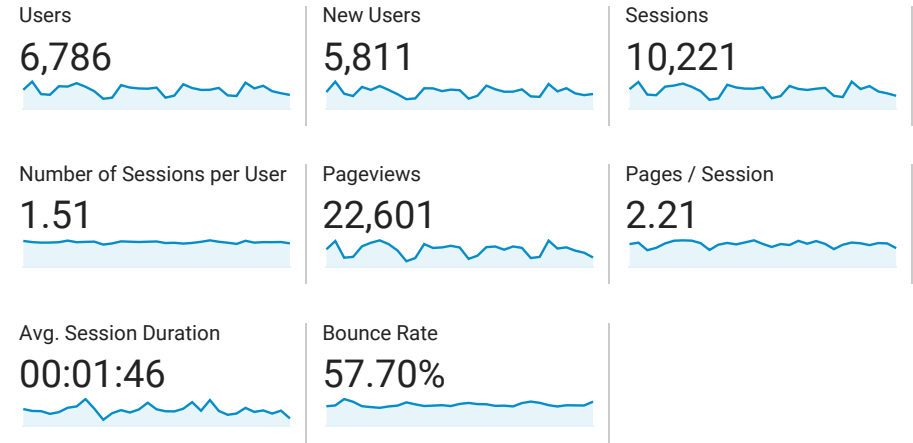 Users
6,786
New Users
5,811
Sessions
10,221
Number of Sessions per User
1.51
Pageviews
22,601
Pages / Session
2.21
Avg. Session Duration
00:01:46
Bounce Rate
57.70%